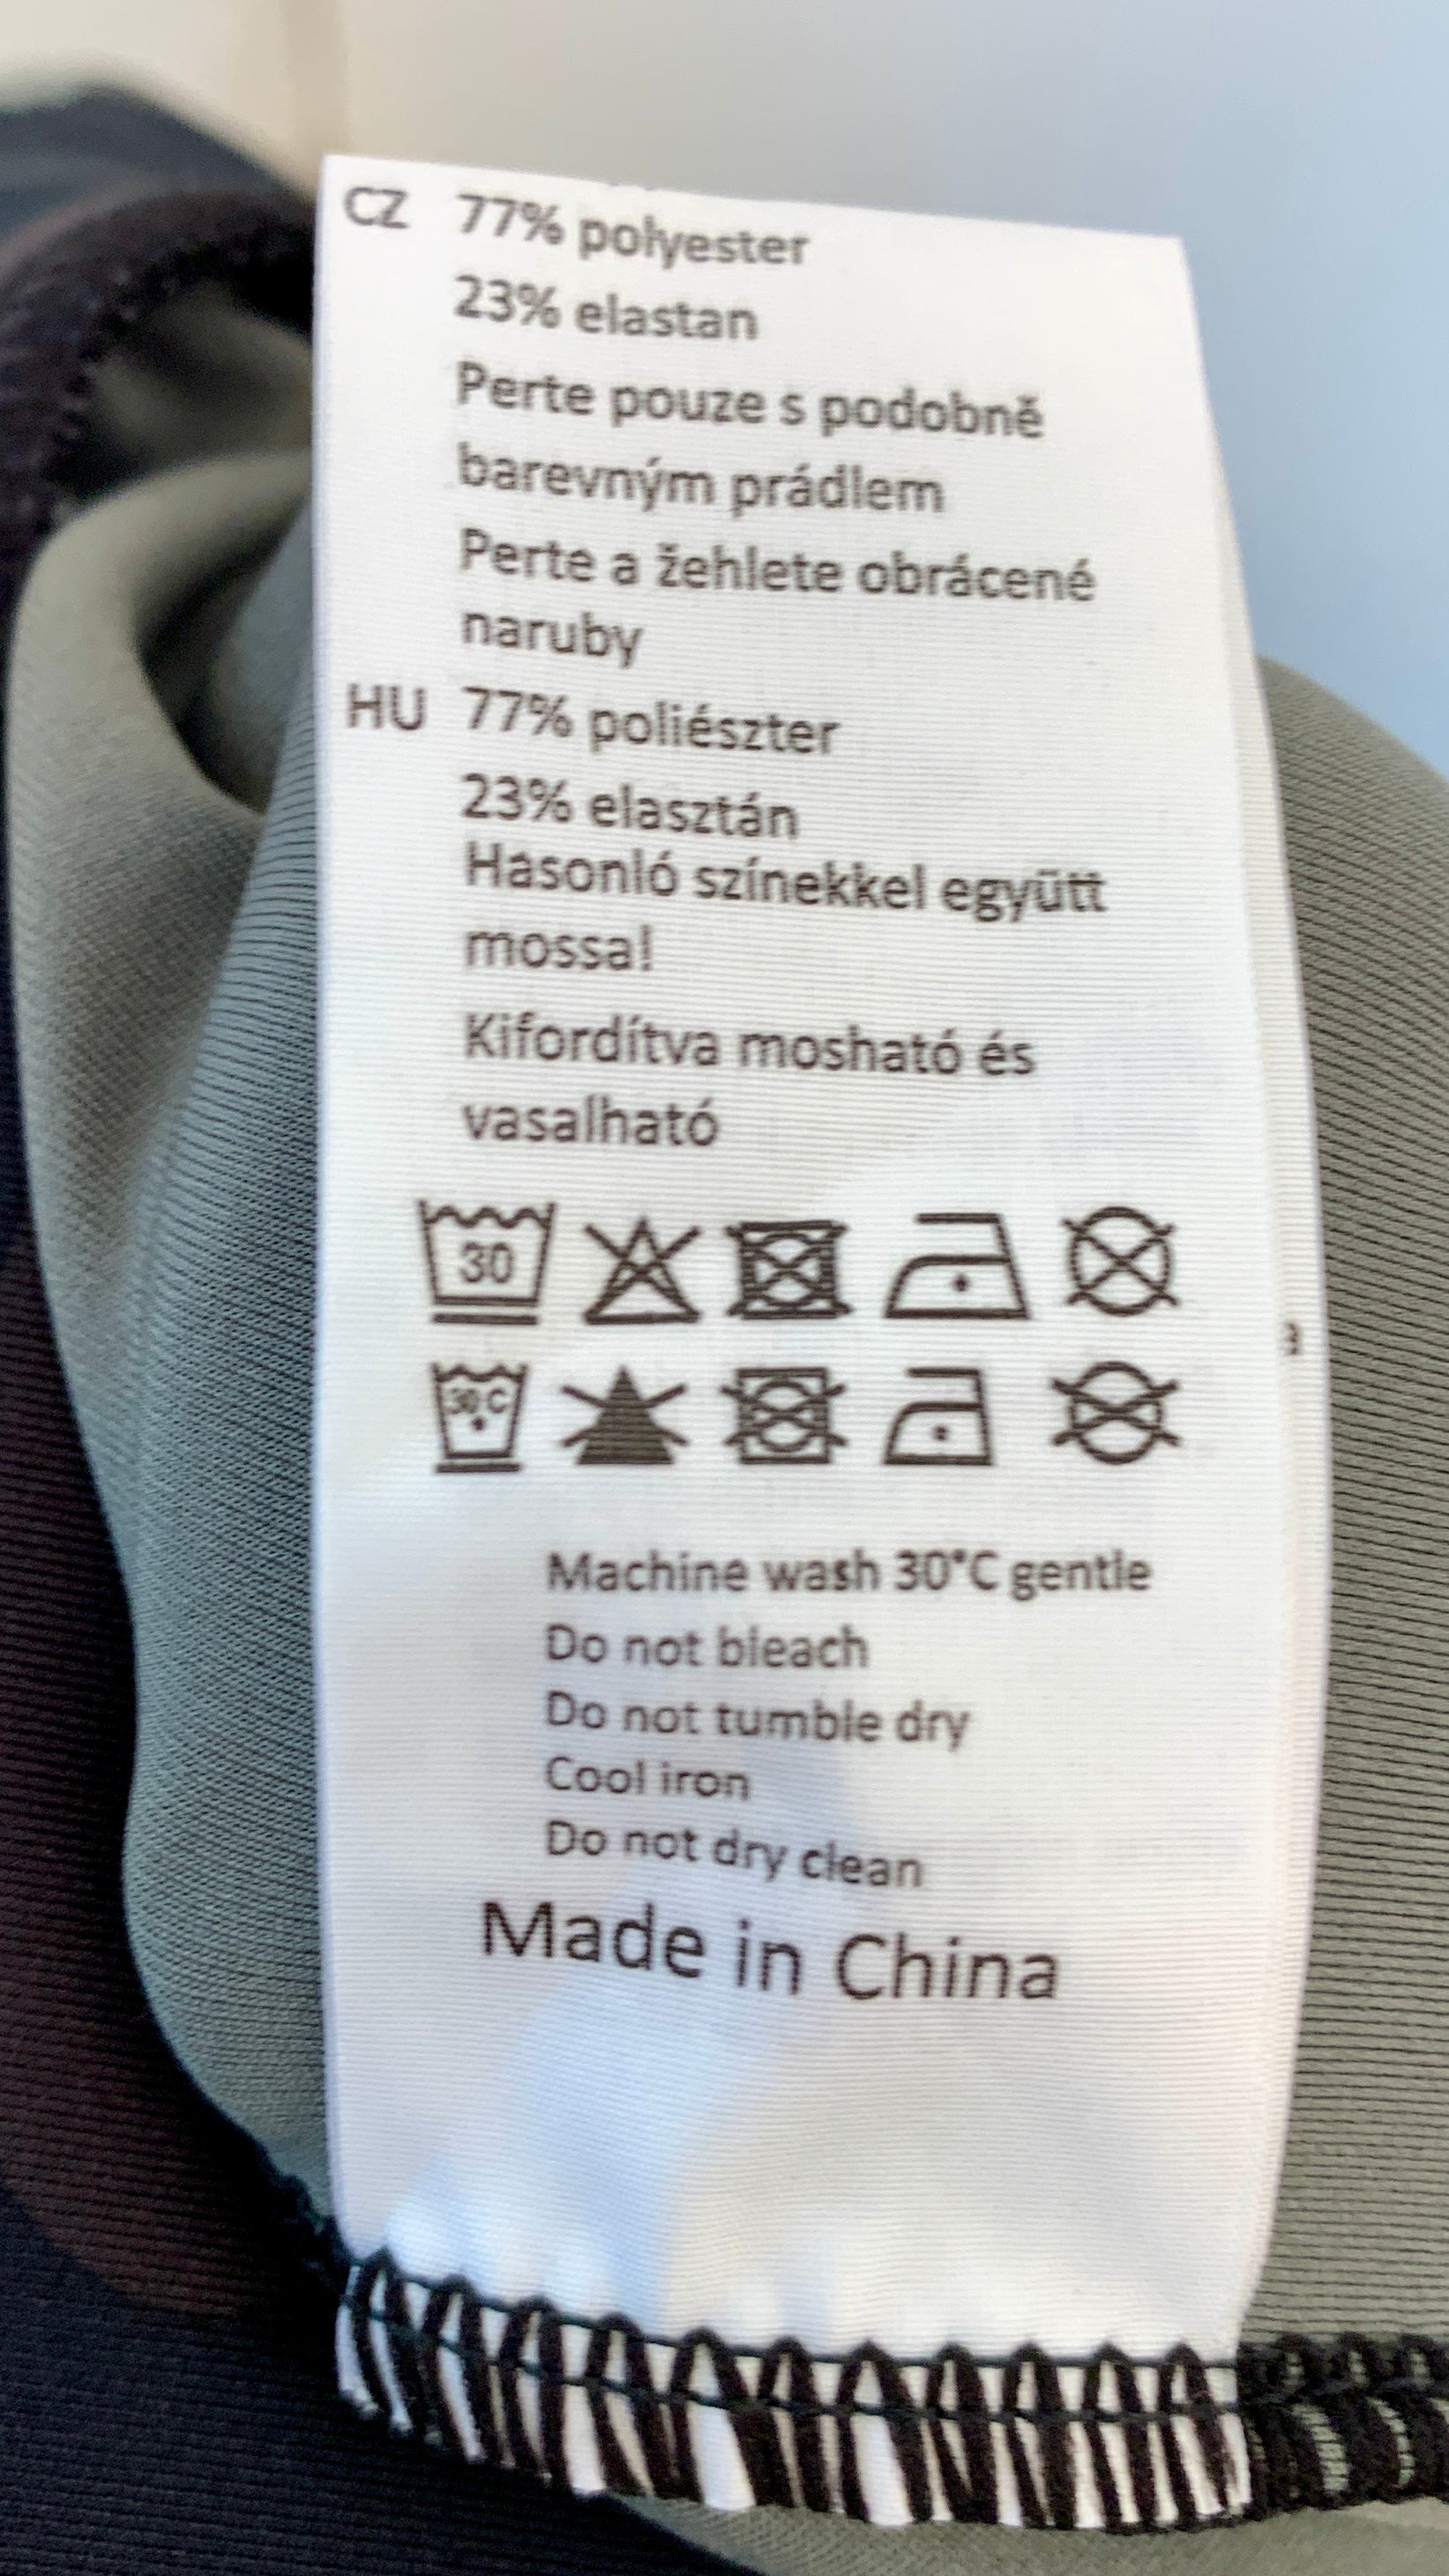 CZ 77% polyester
23% elastan
Perte pouze s podobně
barevným prádlem
Perte a žehlete obrácené
naruby
HU 77% poliészter
23% elasztán
Hasonló színekkel együtt
mossa!
Kifordítva mosható és
vasalható
30
30°C
Machine wash 30°C gentle
Do not bleach
Do not tumble dry
Cool iron
Do not dry clean
Made in China